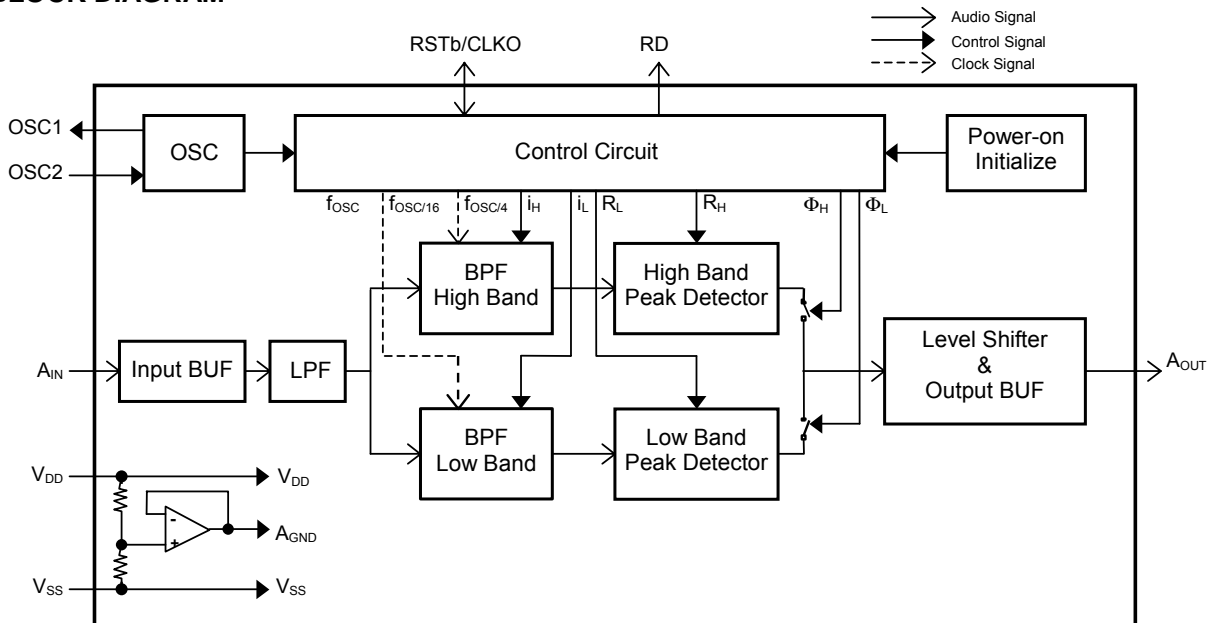 BLOCK DIAGRAM
Audio Signal
Control Signal
Clock Signal
RSTb/CLKO
RD
OSC1
OSC2
OSC
Control Circuit
Power-on
Initialize
fOSC
fOSC/16
fOSC/4
iH
iL
RL
RH
ΦH
ΦL
BPF
High Band
High Band
Peak Detector
AIN
Input BUF
LPF
Level Shifter
&
Output BUF
AOUT
BPF
Low Band
Low Band
Peak Detector
VDD
VDD
-
+
AGND
VSS
VSS